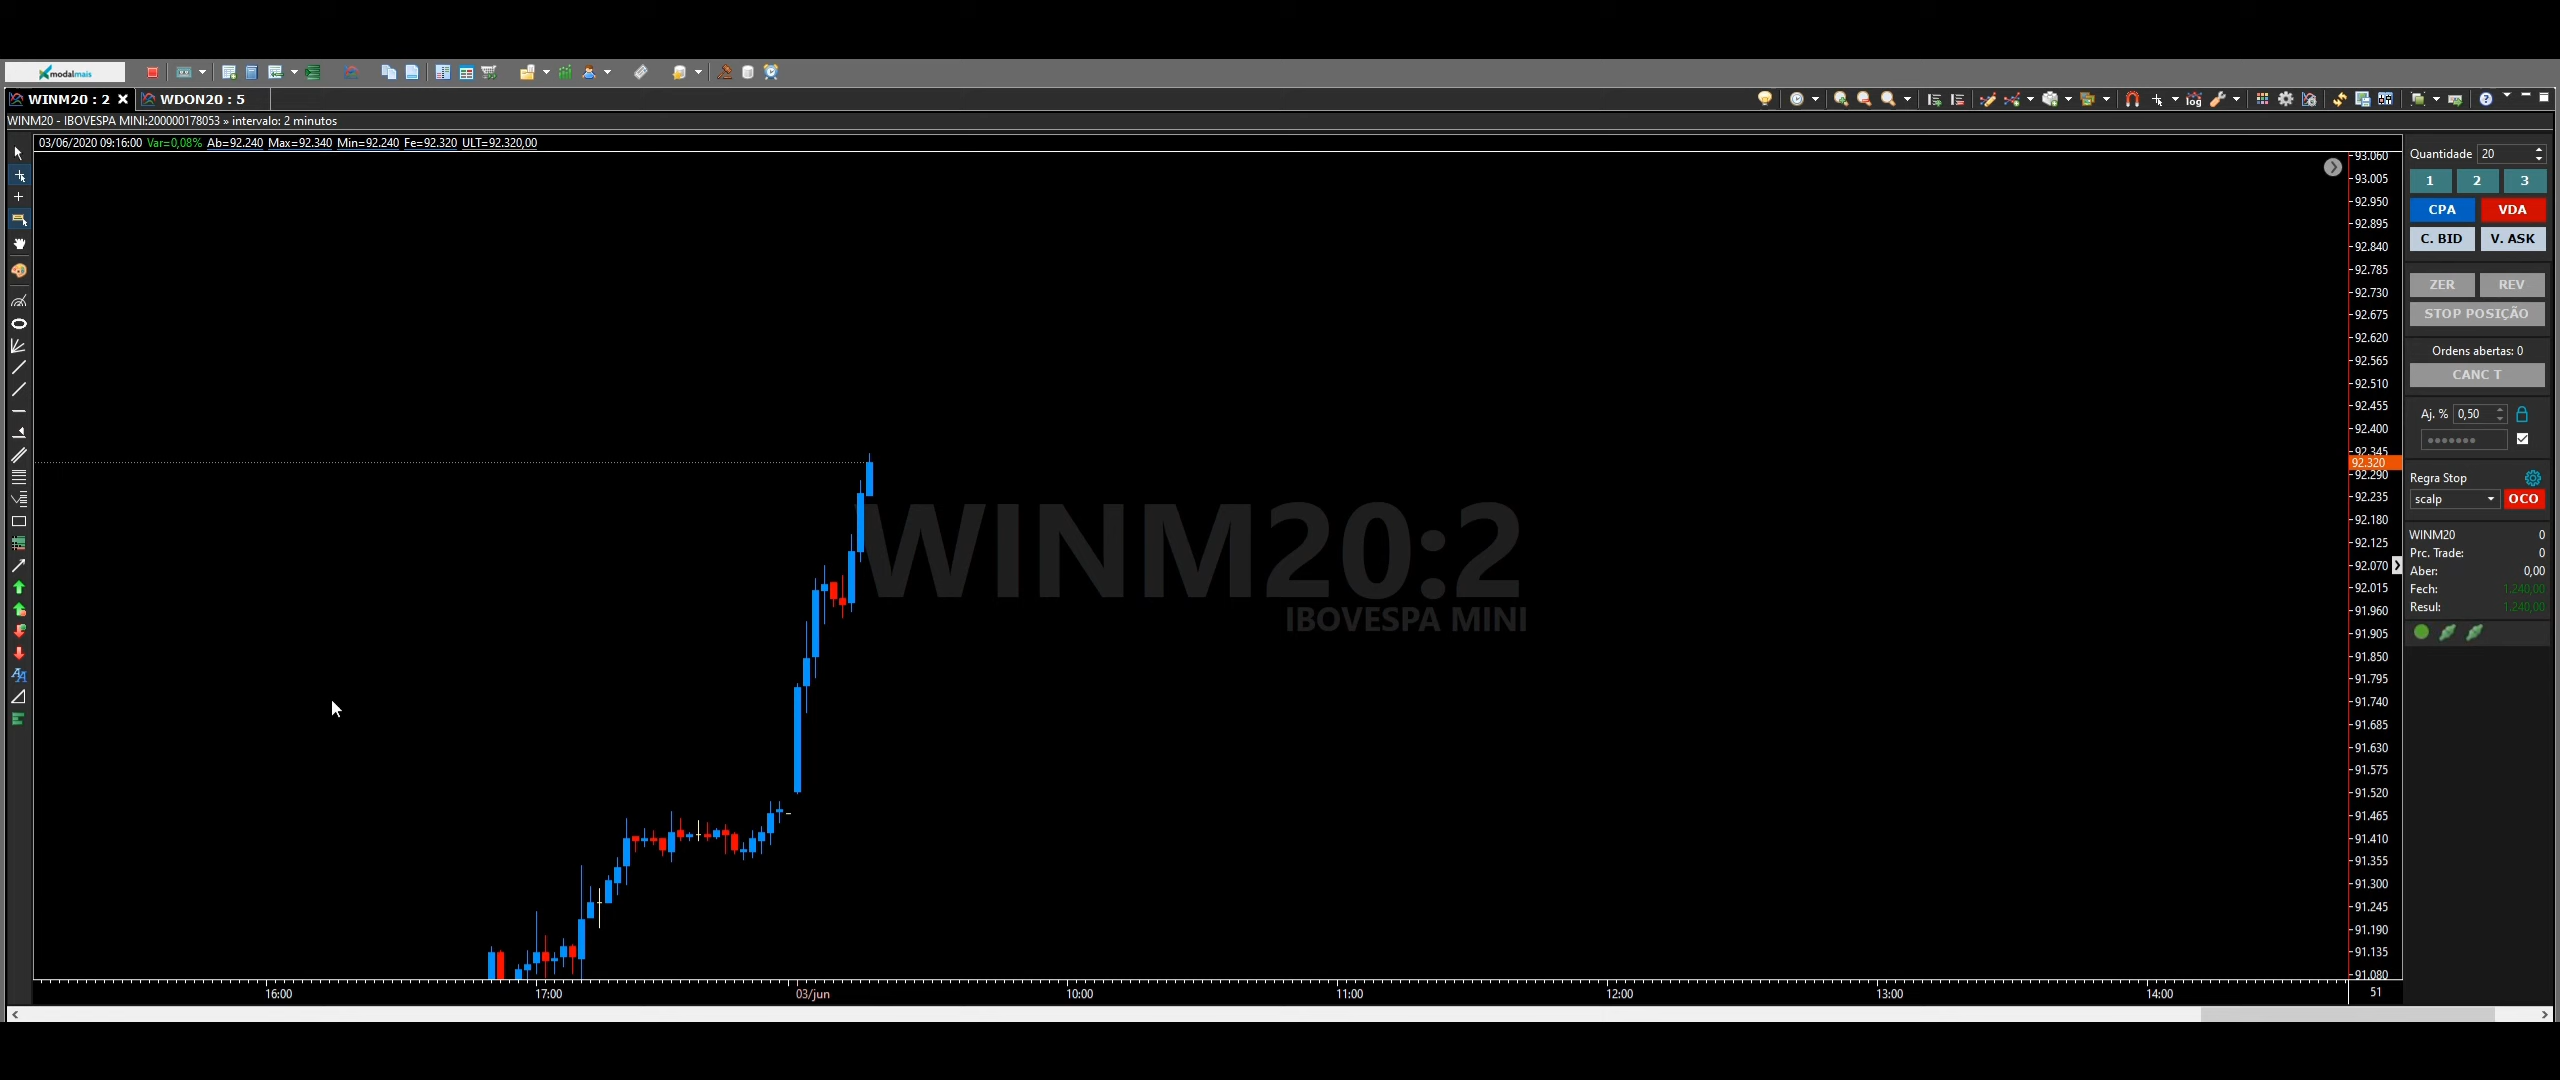 modalmais
WINM20 : 2
WDON20 : 5
log
WINM20 - IBOVESPA MINI:200000178053 » intervalo: 2 minutos
03/06/2020 09:16:00 Var=0,08% Ab=92.240 Max=92.340 Min=92.240 Fe=92.320 ULT=92.320,00
93.060
93.005
92.950
92.895
92.840
92.785
92.730
92.675
92.620
92.565
92.510
92.455
92.400
92.345
92.320
92.290
92.235
92.180
92.125
92.070
92.015
91.960
91.905
91.850
91.795
91.740
91.685
91.630
91.575
91.520
91.465
91.410
91.355
91.300
91.245
91.190
91.135
91.080
WINM20:2
IBOVESPA MINI
16:00
17:00
03/jun
10:00
11:00
12:00
13:00
14:00
51
Quantidade 20
1 2 3
CPA VDA
C. BID V. ASK
ZER REV
STOP POSIÇÃO
Ordens abertas: 0
CANC T
Aj. % 0,50
Regra Stop
scalp OCO
WINM20 0
Prc. Trade: 0
Aber: 0,00
Fech: 1.240,00
Resul: 1.240,00